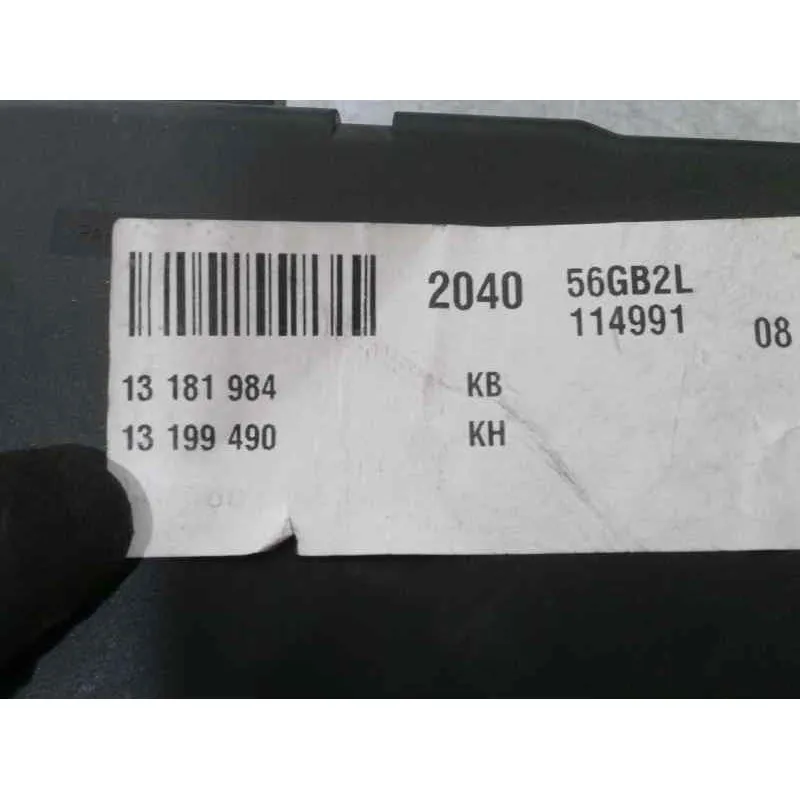 2040 56GB2L
114991 08
13 181 984 KB
13 199 490 KH